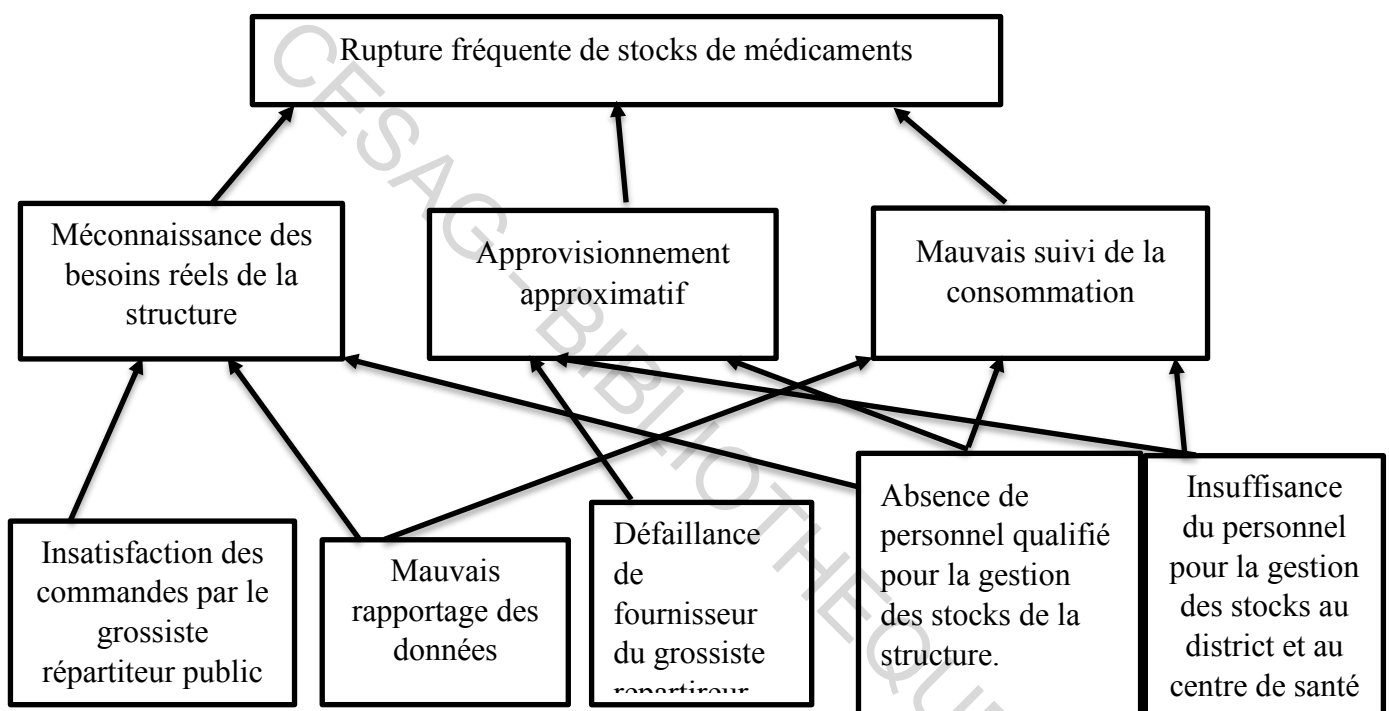 Rupture fréquente de stocks de médicaments
Méconnaissance des
besoins réels de la
structure
Approvisionnement
approximatif
Mauvais suivi de la
consommation
Insatisfaction des
commandes par le
grossiste
répartiteur public
Mauvais
rapportage des
données
Défaillance
de
fournisseur
du grossiste
repartireur
Absence de
personnel qualifié
pour la gestion
des stocks de la
structure.
Insuffisance
du personnel
pour la gestion
des stocks au
district et au
centre de santé
CESAG - BIBLIOTHEQUE